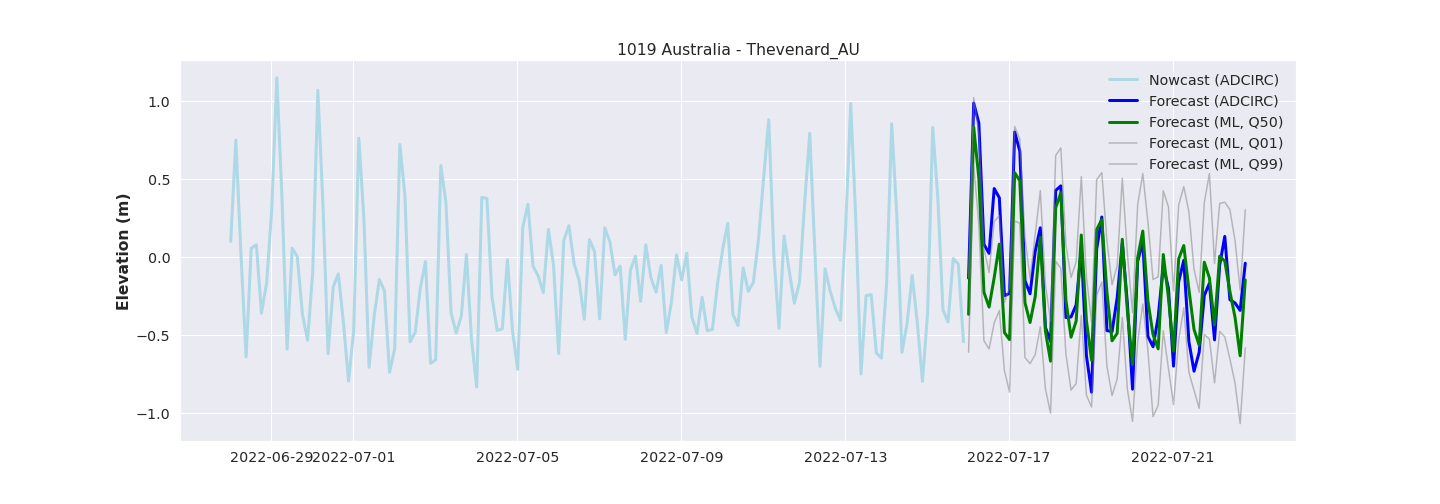 1019 Australia - Thevenard_AU
Nowcast (ADCIRC)
Forecast (ADCIRC)
Forecast (ML, Q50)
Forecast (ML, Q01)
Forecast (ML, Q99)
Elevation (m)
1.0
0.5
0.0
−0.5
−1.0
2022-06-29 2022-07-01 2022-07-05 2022-07-09 2022-07-13 2022-07-17 2022-07-21